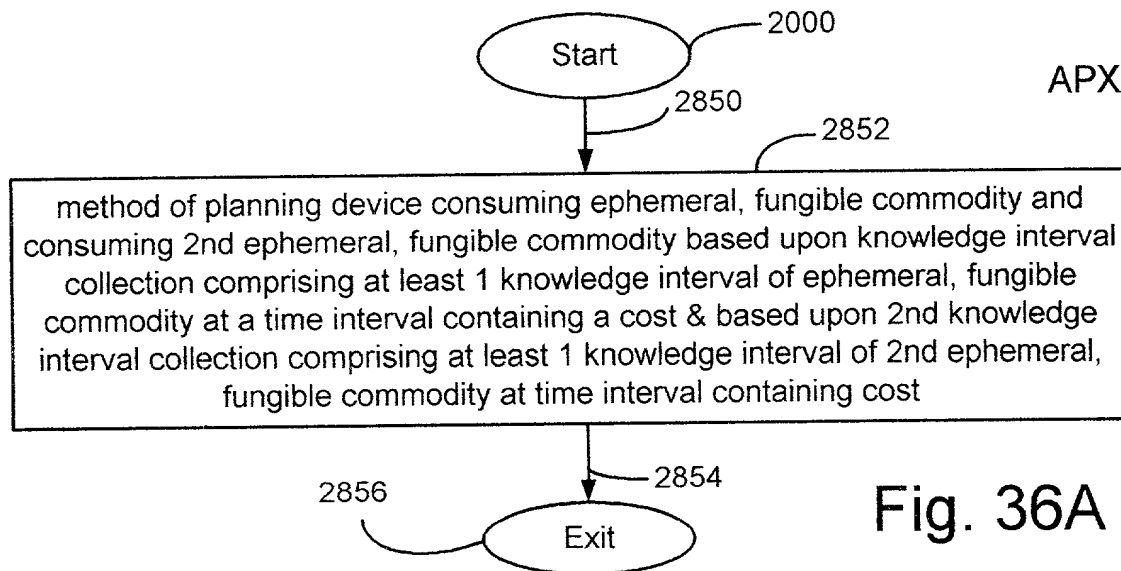 2000
Start
APX
2850
2852
method of planning device consuming ephemeral, fungible commodity and
consuming 2nd ephemeral, fungible commodity based upon knowledge interval
collection comprising at least 1 knowledge interval of ephemeral, fungible
commodity at a time interval containing a cost & based upon 2nd knowledge
interval collection comprising at least 1 knowledge interval of 2nd ephemeral,
fungible commodity at time interval containing cost
2856
2854
Fig. 36A
Exit